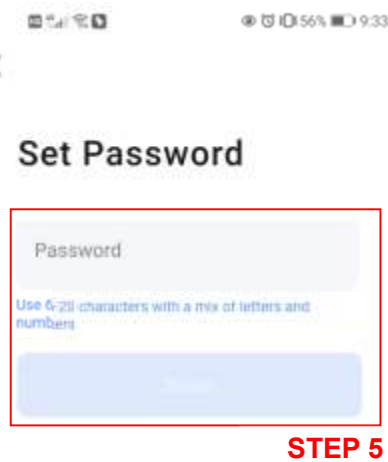 56% 9:33
Set Password
Password
Use 6-20 characters with a mix of letters and
numbers
STEP 5